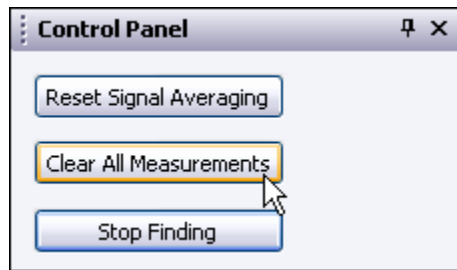 Control Panel
Reset Signal Averaging
Clear All Measurements
Stop Finding